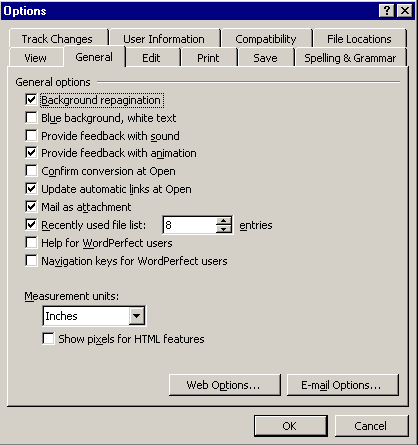 Options
Track Changes User Information Compatibility File Locations
View General Edit Print Save Spelling & Grammar
General options
Background repagination
Blue background, white text
Provide feedback with sound
Provide feedback with animation
Confirm conversion at Open
Update automatic links at Open
Mail as attachment
Recently used file list: 8 entries
Help for WordPerfect users
Navigation keys for WordPerfect users
Measurement units:
Inches
Show pixels for HTML features
Web Options... E-mail Options...
OK Cancel